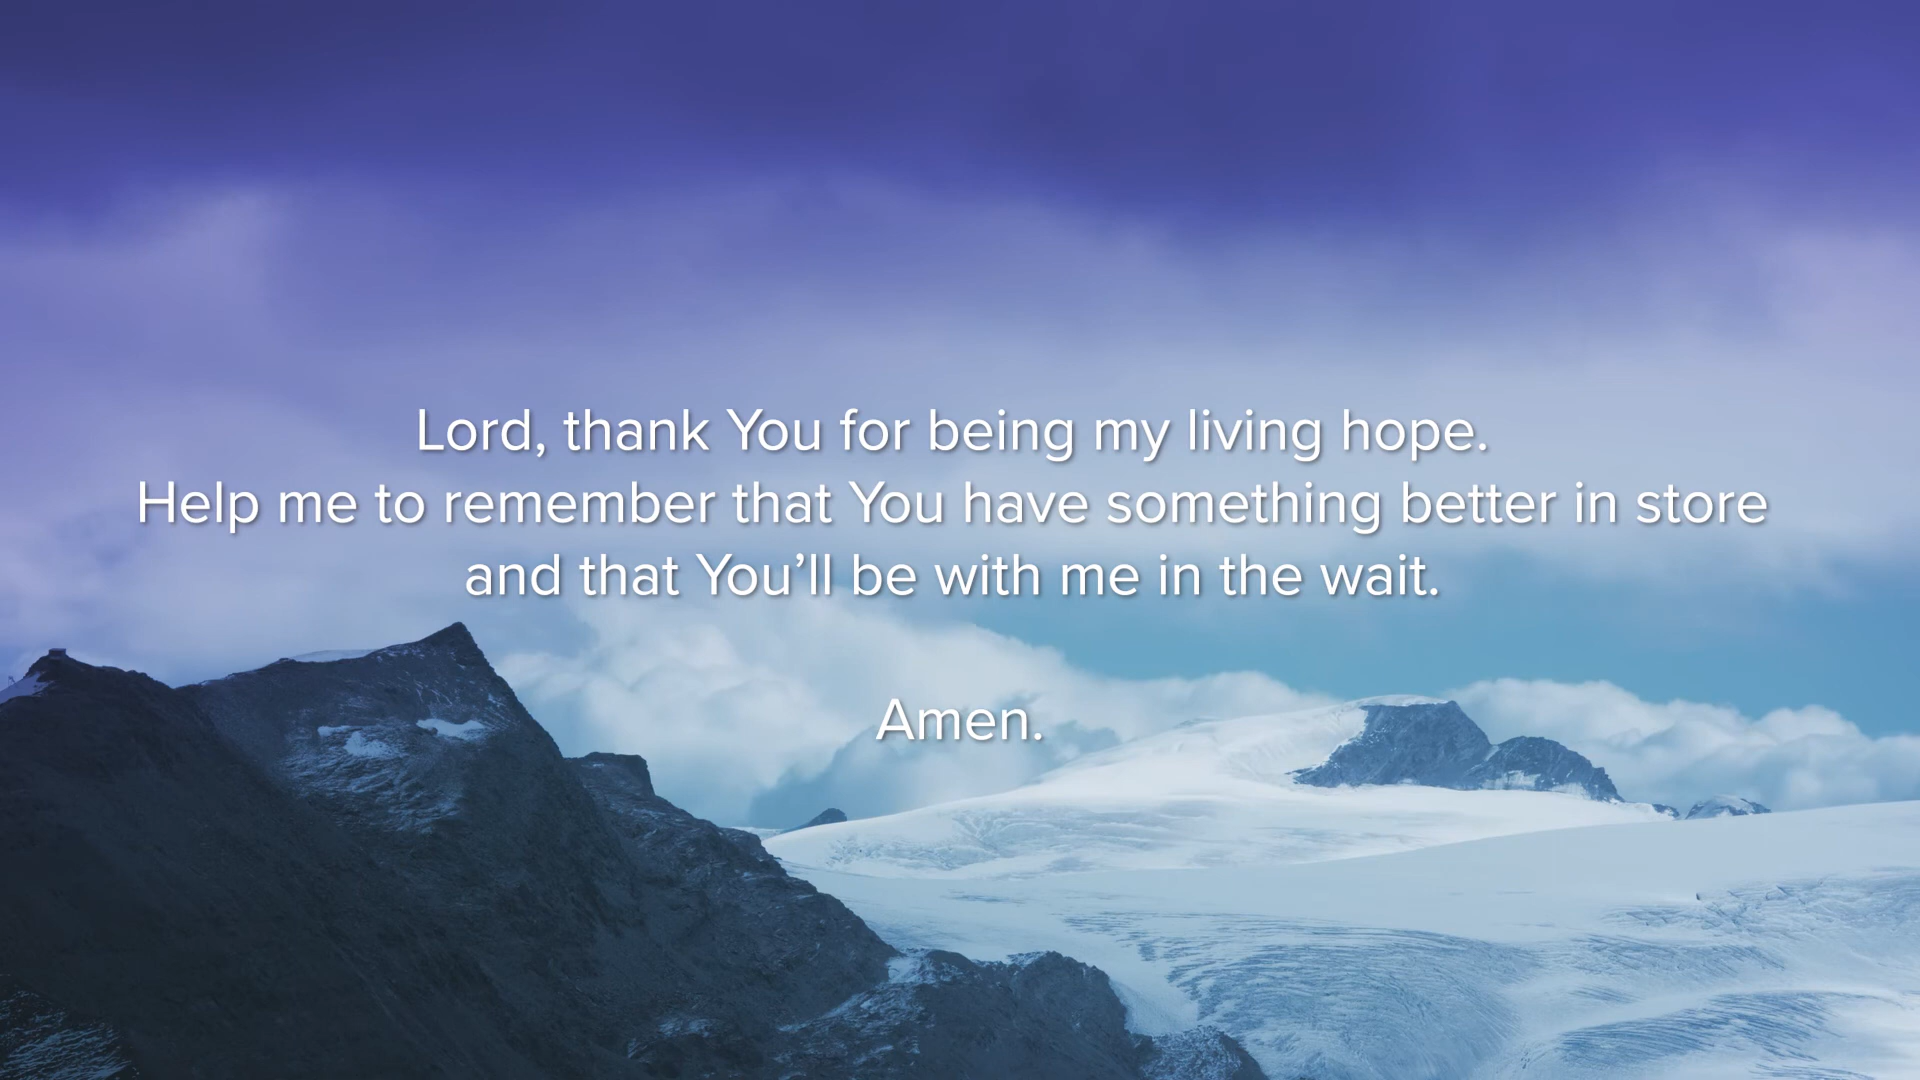 Lord, thank You for being my living hope.
Help me to remember that You have something better in store
and that You’ll be with me in the wait.
Amen.